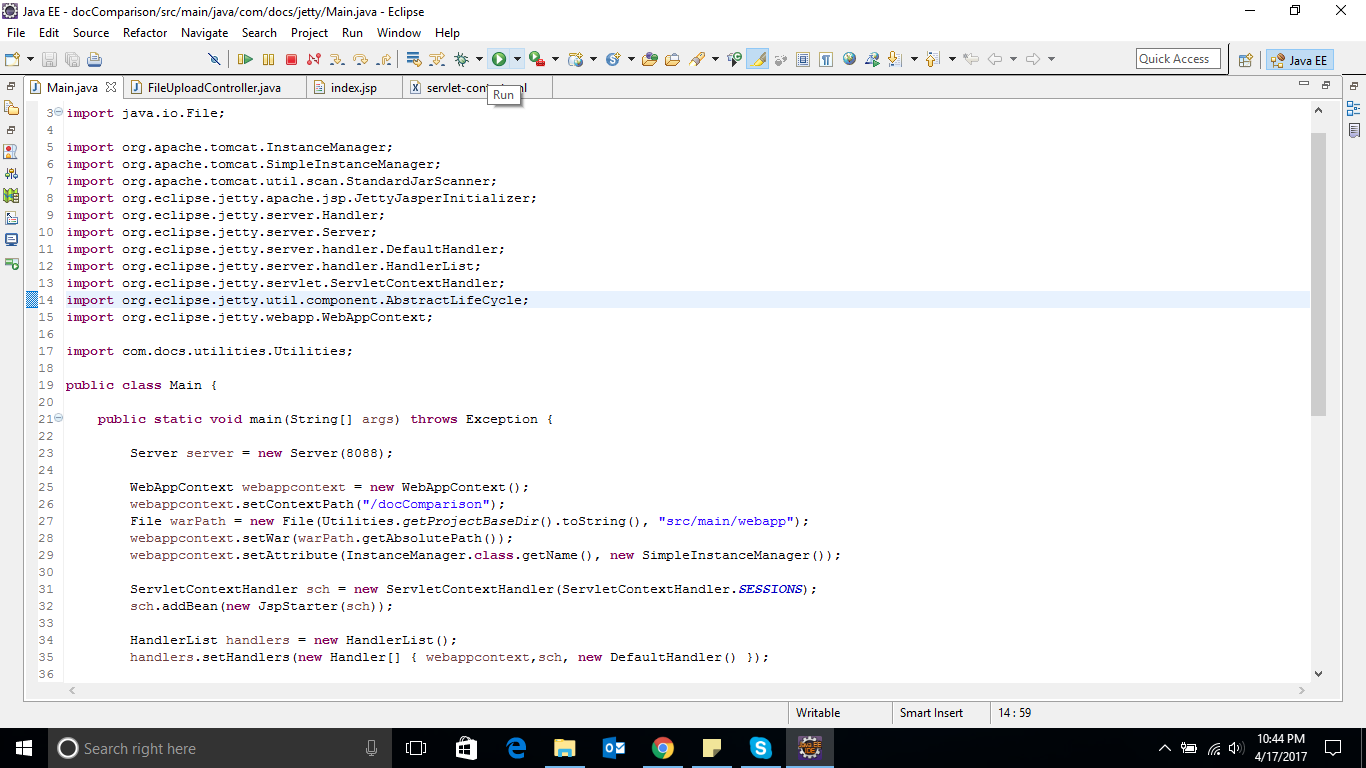 Java EE - docComparison/src/main/java/com/docs/jetty/Main.java - Eclipse
File Edit Source Refactor Navigate Search Project Run Window Help
Quick Access
Java EE
Main.java
FileUploadController.java
index.jsp
Run
3 import java.io.File;
4
5 import org.apache.tomcat.InstanceManager;
6 import org.apache.tomcat.SimpleInstanceManager;
7 import org.apache.tomcat.util.scan.StandardJarScanner;
8 import org.eclipse.jetty.apache.jsp.JettyJasperInitializer;
9 import org.eclipse.jetty.server.Handler;
10 import org.eclipse.jetty.server.Server;
11 import org.eclipse.jetty.server.handler.DefaultHandler;
12 import org.eclipse.jetty.server.handler.HandlerList;
13 import org.eclipse.jetty.servlet.ServletContextHandler;
14 import org.eclipse.jetty.util.component.AbstractLifeCycle;
15 import org.eclipse.jetty.webapp.WebAppContext;
16
17 import com.docs.utilities.Utilities;
18
19 public class Main {
20
21 public static void main(String[] args) throws Exception {
22
23 Server server = new Server(8088);
24
25 WebAppContext webappcontext = new WebAppContext();
26 webappcontext.setContextPath("/docComparison");
27 File warPath = new File(Utilities.getProjectBaseDir().toString(), "src/main/webapp");
28 webappcontext.setWar(warPath.getAbsolutePath());
29 webappcontext.setAttribute(InstanceManager.class.getName(), new SimpleInstanceManager());
30
31 ServletContextHandler sch = new ServletContextHandler(ServletContextHandler.SESSIONS);
32 sch.addBean(new JspStarter(sch));
33
34 HandlerList handlers = new HandlerList();
35 handlers.setHandlers(new Handler[] { webappcontext,sch, new DefaultHandler() });
36
Writable
Smart Insert
14 : 59
Search right here
10:44 PM
4/17/2017